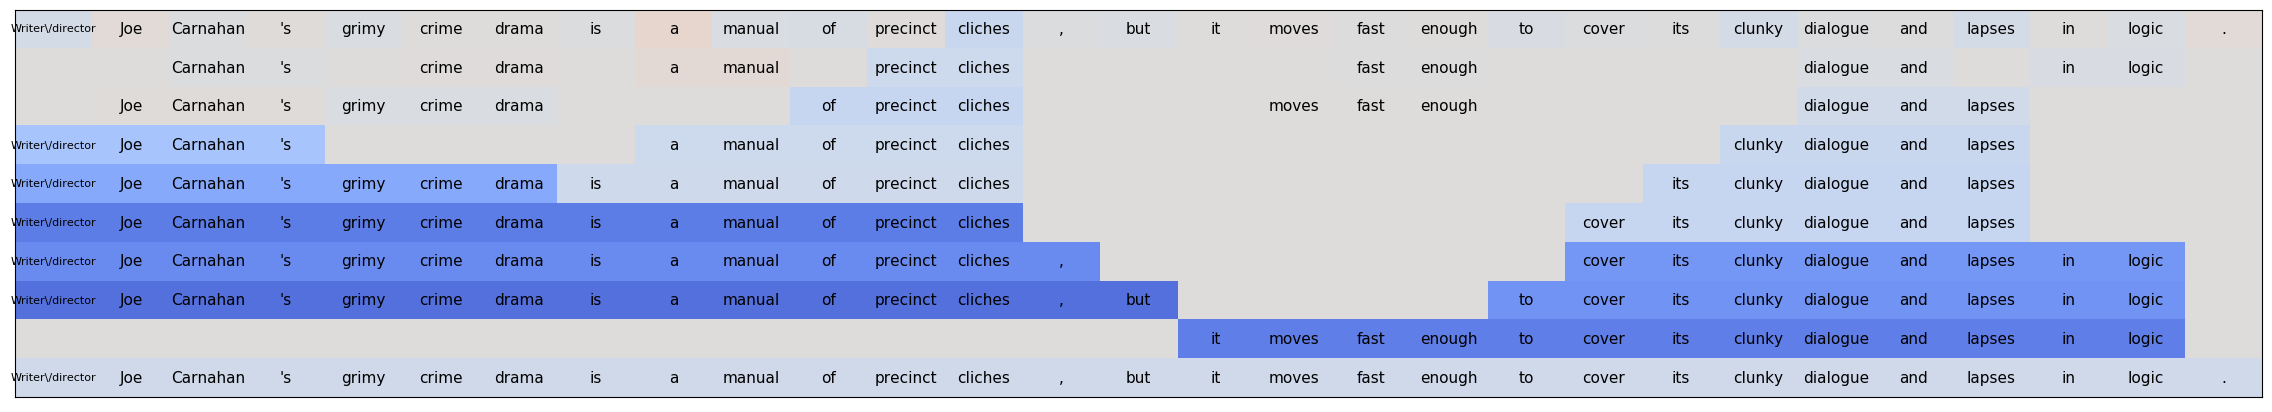 Writer\/director Joe Carnahan 's grimy crime drama is a manual of precinct cliches , but it moves fast enough to cover its clunky dialogue and lapses in logic .
Carnahan 's crime drama a manual precinct cliches fast enough dialogue and in logic
Joe Carnahan 's grimy crime drama of precinct cliches moves fast enough dialogue and lapses
Writer\/director Joe Carnahan 's a manual of precinct cliches clunky dialogue and lapses
Writer\/director Joe Carnahan 's grimy crime drama is a manual of precinct cliches its clunky dialogue and lapses
Writer\/director Joe Carnahan 's grimy crime drama is a manual of precinct cliches cover its clunky dialogue and lapses
Writer\/director Joe Carnahan 's grimy crime drama is a manual of precinct cliches , cover its clunky dialogue and lapses in logic
Writer\/director Joe Carnahan 's grimy crime drama is a manual of precinct cliches , but to cover its clunky dialogue and lapses in logic
it moves fast enough to cover its clunky dialogue and lapses in logic
Writer\/director Joe Carnahan 's grimy crime drama is a manual of precinct cliches , but it moves fast enough to cover its clunky dialogue and lapses in logic .